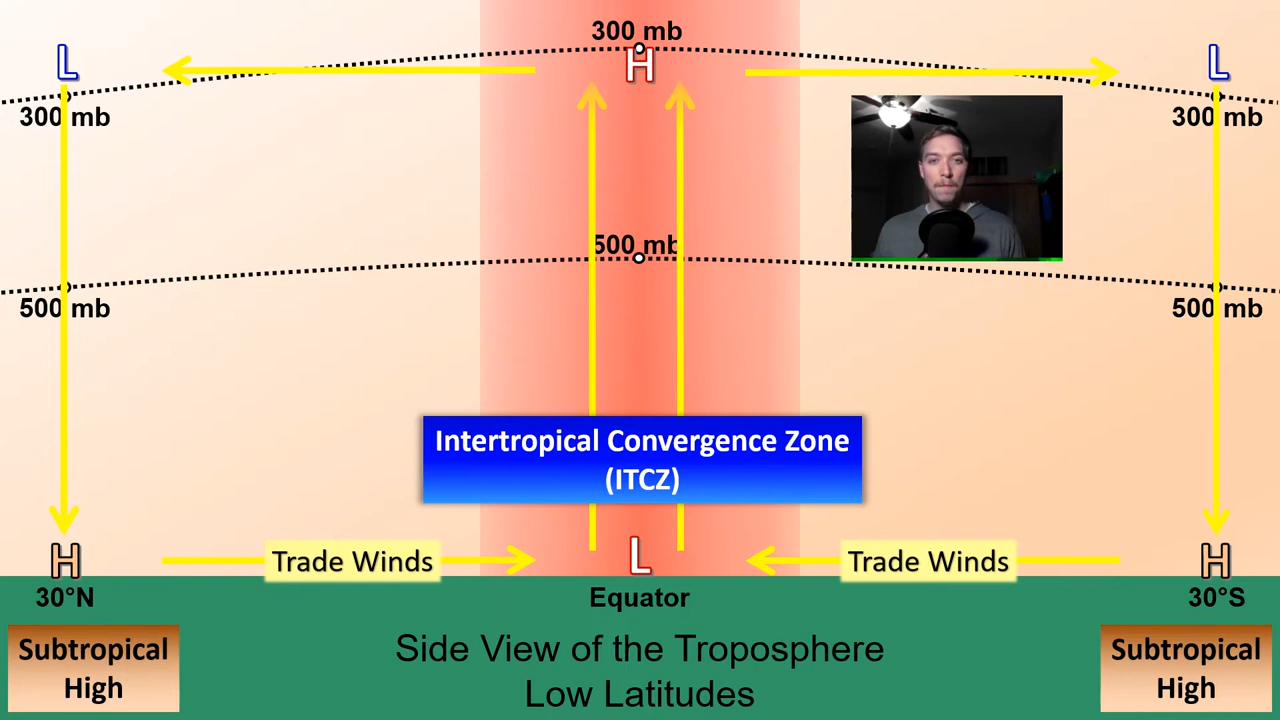 300 mb
L
H
L
300 mb
300 mb
500 mb
500 mb
500 mb
Intertropical Convergence Zone
(ITCZ)
H
Trade Winds
L
Trade Winds
H
30°N
Equator
30°S
Subtropical
High
Side View of the Troposphere
Low Latitudes
Subtropical
High